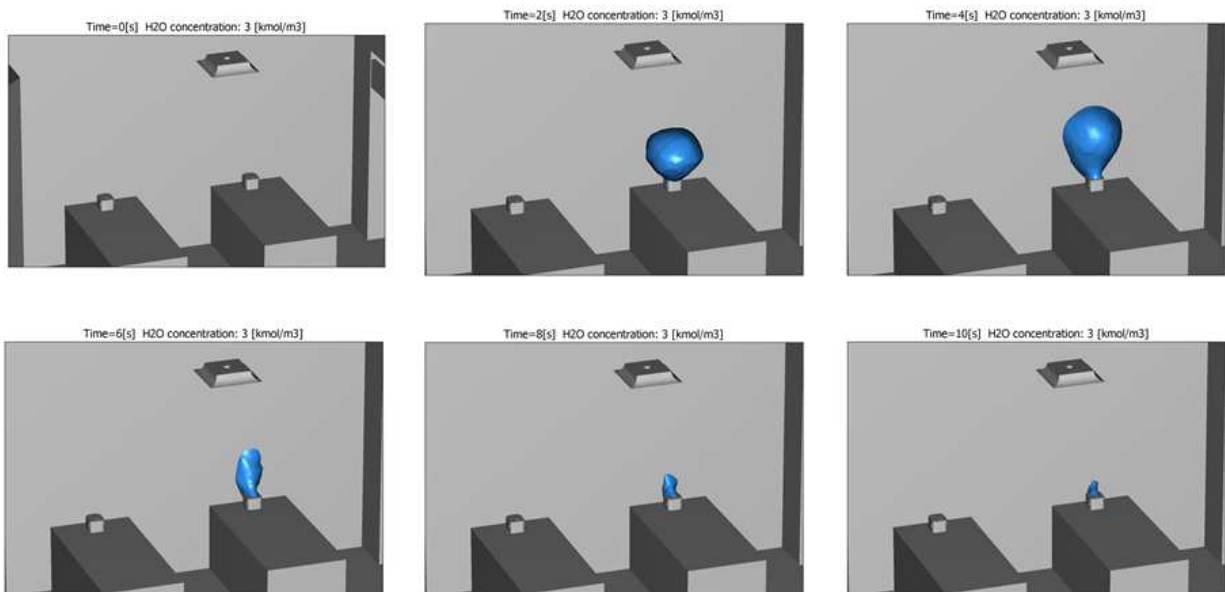 Time=0[s] H2O concentration: 3 [kmol/m3]
Time=2[s] H2O concentration: 3 [kmol/m3]
Time=4[s] H2O concentration: 3 [kmol/m3]
Time=6[s] H2O concentration: 3 [kmol/m3]
Time=8[s] H2O concentration: 3 [kmol/m3]
Time=10[s] H2O concentration: 3 [kmol/m3]